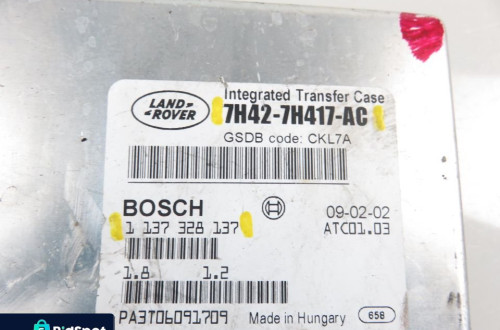 LAND-
ROVER
Integrated Transfer Case
7H42-7H417-AC
GSDB code: CKL7A
BOSCH
09-02-02
1 137 328 137
ATC01.03
1.8 1.2
PA3T06091709
Made in Hungary
658
BidSpot